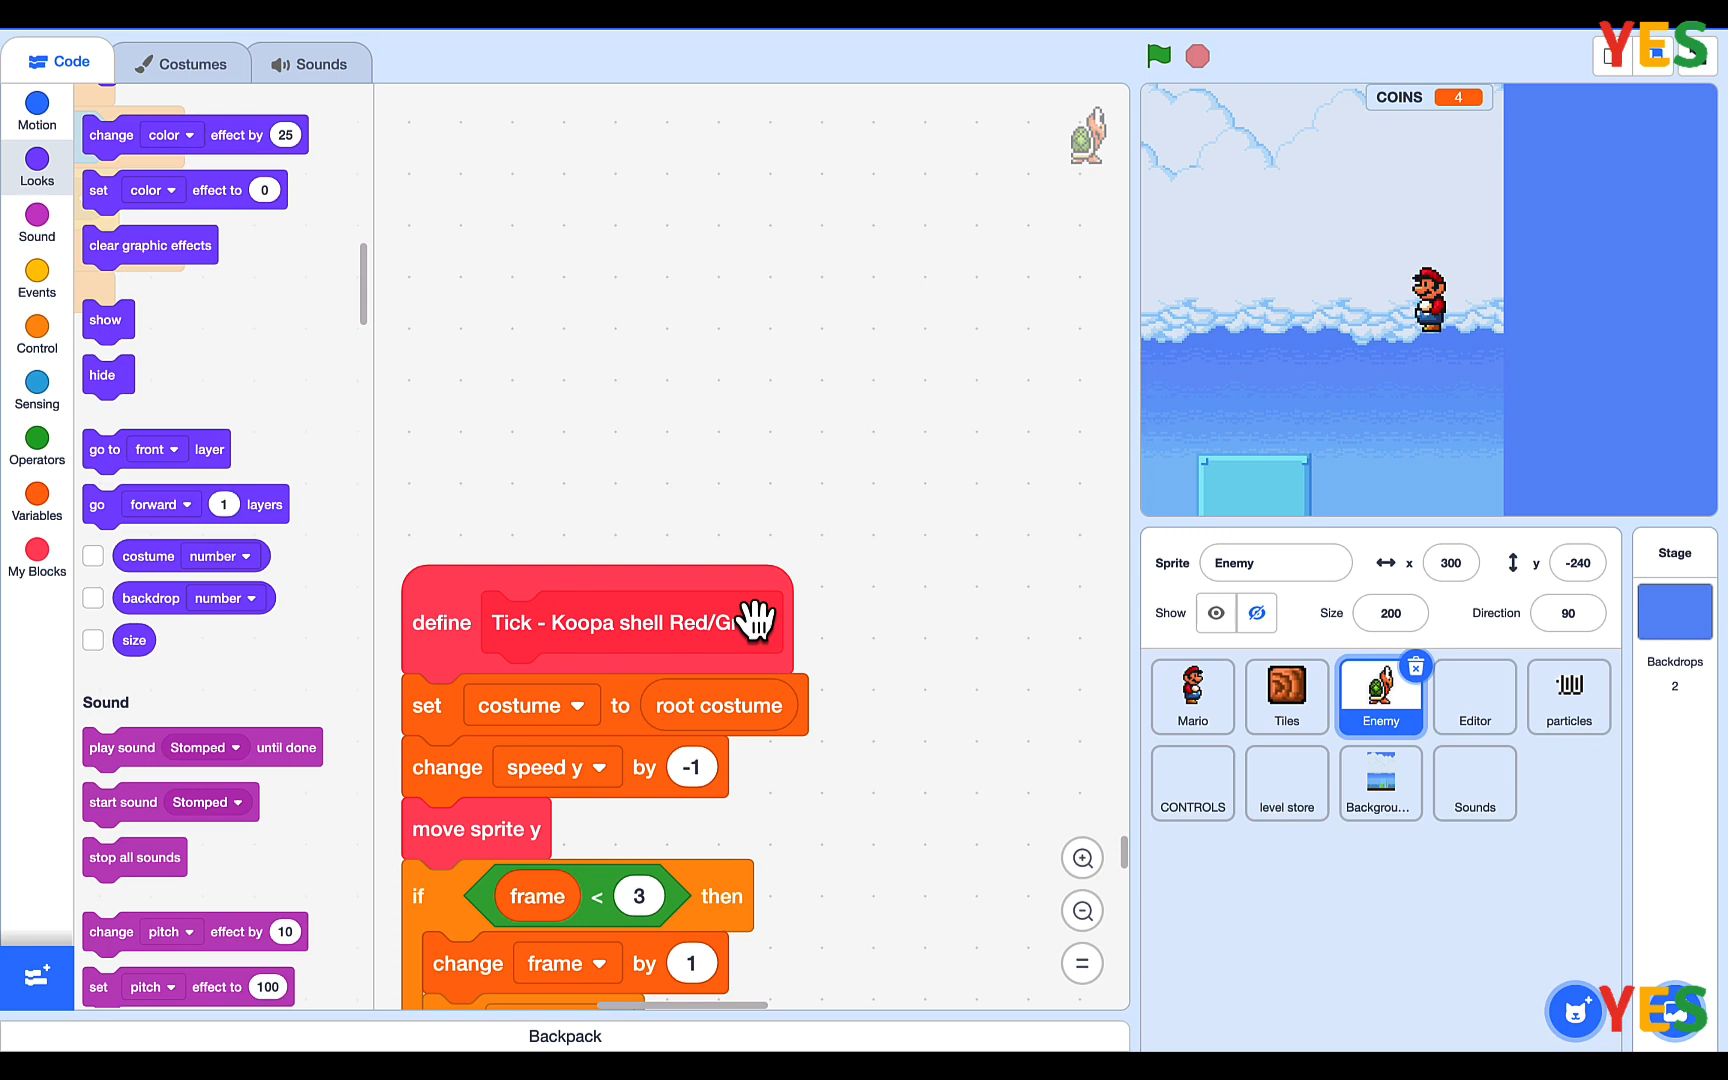 YES
Code
Costumes
Sounds
COINS 4
Motion
Looks
Sound
Events
Control
Sensing
Operators
Variables
My Blocks
change color effect by 25
set color effect to 0
clear graphic effects
show
hide
go to front layer
go forward 1 layers
costume number
backdrop number
size
Sound
play sound Stomped until done
start sound Stomped
stop all sounds
change pitch effect by 10
set pitch effect to 100
define Tick - Koopa shell Red/
set costume to root costume
change speed y by -1
move sprite y
if frame < 3 then
change frame by 1
Backpack
Sprite Enemy x 300 y -240
Show Size 200 Direction 90
Mario
Tiles
Enemy
Editor
particles
CONTROLS
level store
Backgrou...
Sounds
Stage
Backdrops
2
YES